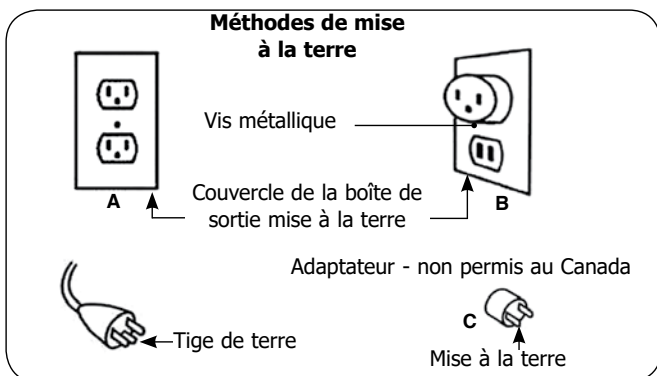 Méthodes de mise
à la terre
Vis métallique
A
B
Couvercle de la boîte de
sortie mise à la terre
Adaptateur - non permis au Canada
C
Tige de terre
Mise à la terre